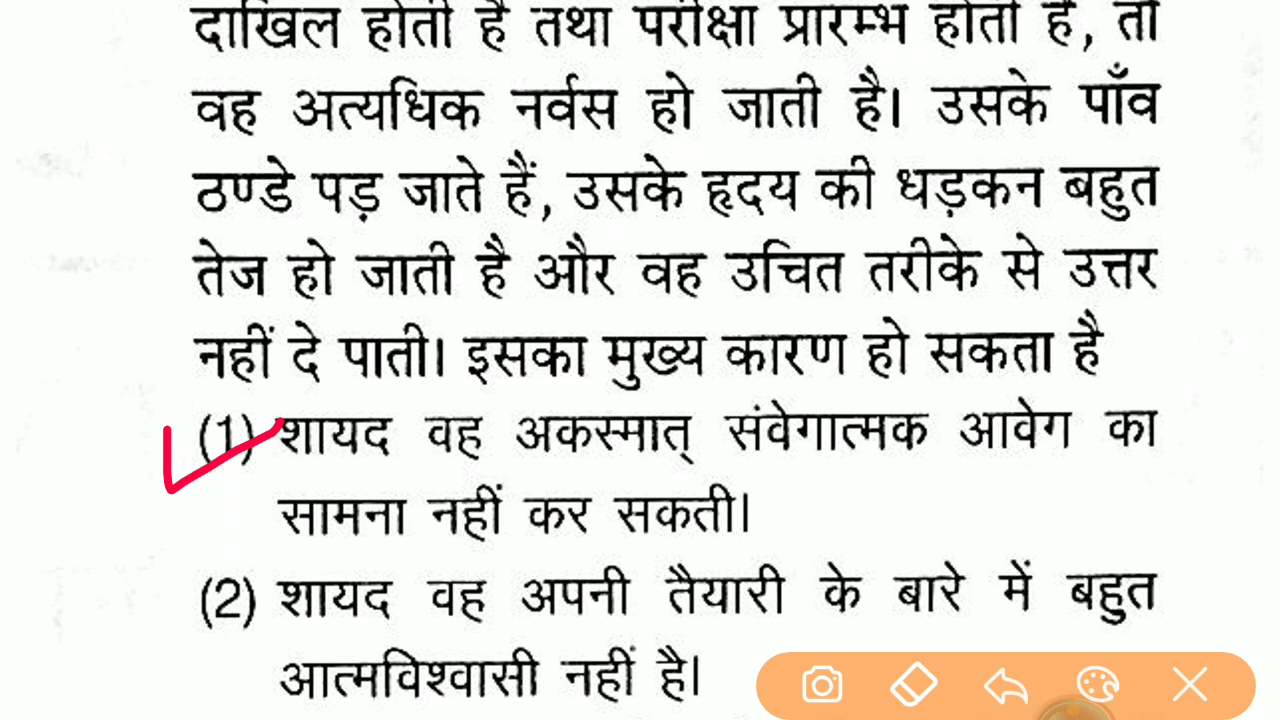 दाखिल होती है तथा परीक्षा प्रारम्भ होती है, तो
वह अत्यधिक नर्वस हो जाती है। उसके पाँव
ठण्डे पड़ जाते हैं, उसके हृदय की धड़कन बहुत
तेज हो जाती है और वह उचित तरीके से उत्तर
नहीं दे पाती। इसका मुख्य कारण हो सकता है
(1) शायद वह अकस्मात् संवेगात्मक आवेग का
सामना नहीं कर सकती।
(2) शायद वह अपनी तैयारी के बारे में बहुत
आत्मविश्वासी नहीं है।